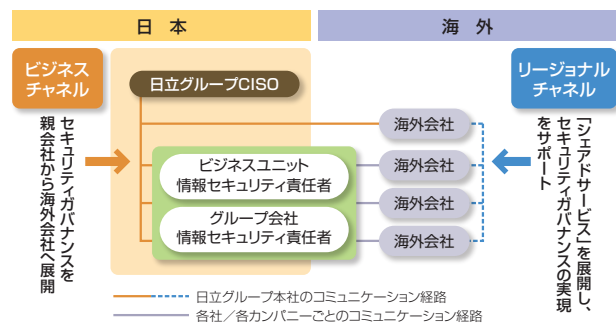 日本
海外
ビジネス
チャネル
セキュリティガバナンスを
親会社から海外会社へ展開
日立グループCISO
ビジネスユニット
情報セキュリティ責任者
グループ会社
情報セキュリティ責任者
海外会社
海外会社
海外会社
海外会社
リージョナル
チャネル
「シェアドサービス」を展開し、
セキュリティガバナンスの実現
をサポート
日立グループ本社のコミュニケーション経路
各社／各カンパニーごとのコミュニケーション経路